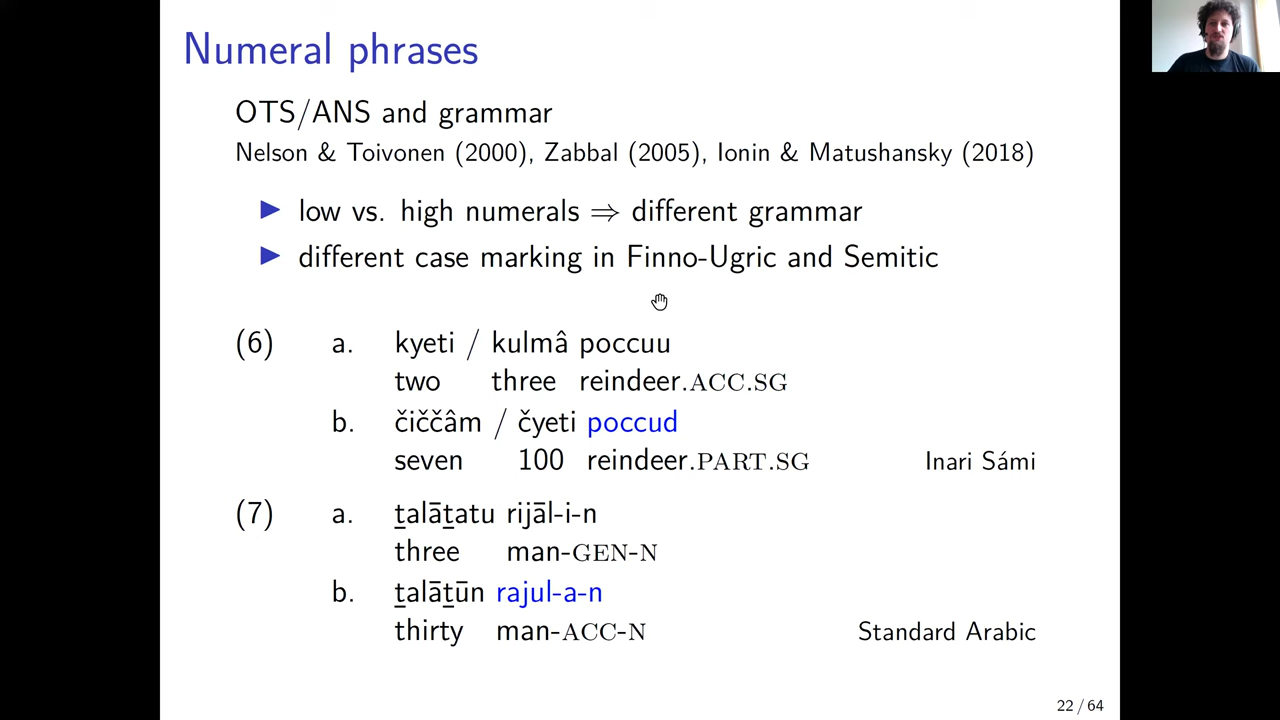 Numeral phrases
OTS/ANS and grammar
Nelson & Toivonen (2000), Zabbal (2005), Ionin & Matushansky (2018)
▶ low vs. high numerals ⇒ different grammar
▶ different case marking in Finno-Ugric and Semitic
(6) a. kyeti / kulmâ poccuu
two three reindeer.ACC.SG
b. čiččâm / čyeti poccud
seven 100 reindeer.PART.SG Inari Sámi
(7) a. ṯalāṯatu rijāl-i-n
three man-GEN-N
b. ṯalāṯūn rajul-a-n
thirty man-ACC-N Standard Arabic
22 / 64